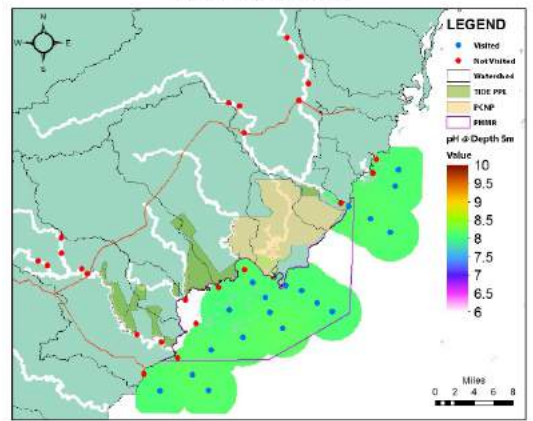 N
W E
S
LEGEND
Visited
Not Visited
Watershed
TIDE PPL
PCNP
PHMR
pH @ Depth 5m
Value
10
9.5
9
8.5
8
7.5
7
6.5
6
Miles
0 2 4 6 8